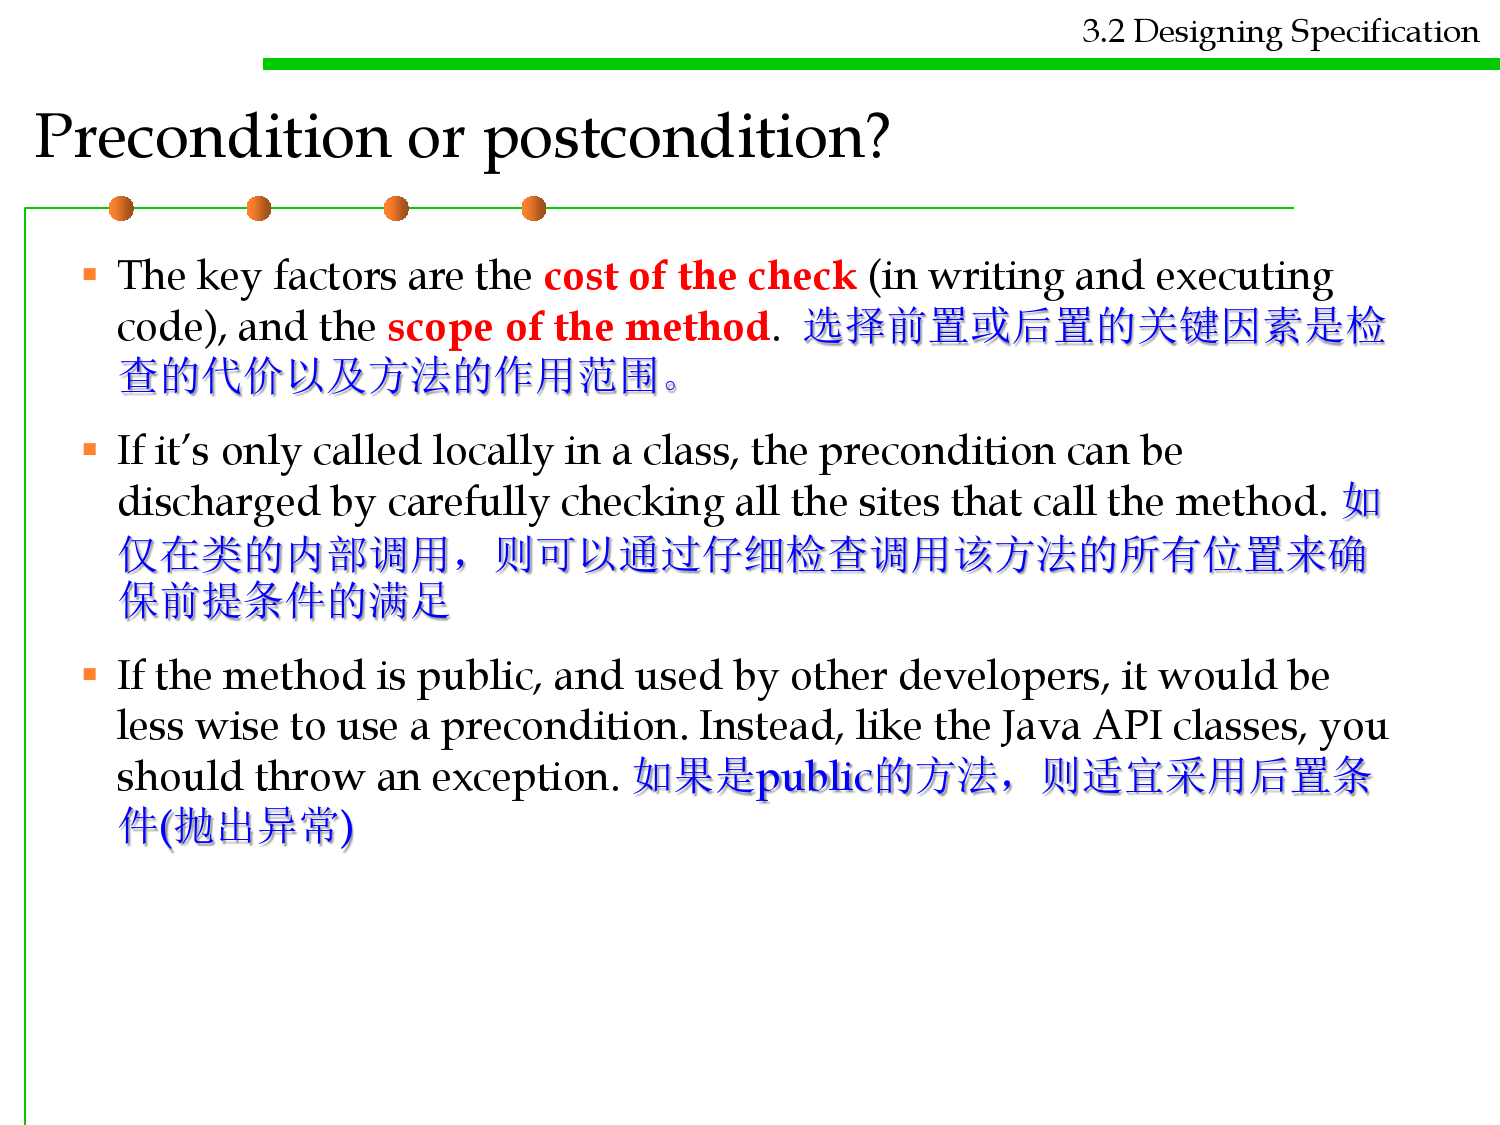 3.2 Designing Specification
Precondition or postcondition?
▪ The key factors are the cost of the check (in writing and executing
code), and the scope of the method. 选择前置或后置的关键因素是检
查的代价以及方法的作用范围。
▪ If it’s only called locally in a class, the precondition can be
discharged by carefully checking all the sites that call the method. 如
仅在类的内部调用，则可以通过仔细检查调用该方法的所有位置来确
保前提条件的满足
▪ If the method is public, and used by other developers, it would be
less wise to use a precondition. Instead, like the Java API classes, you
should throw an exception. 如果是public的方法，则适宜采用后置条
件(抛出异常)